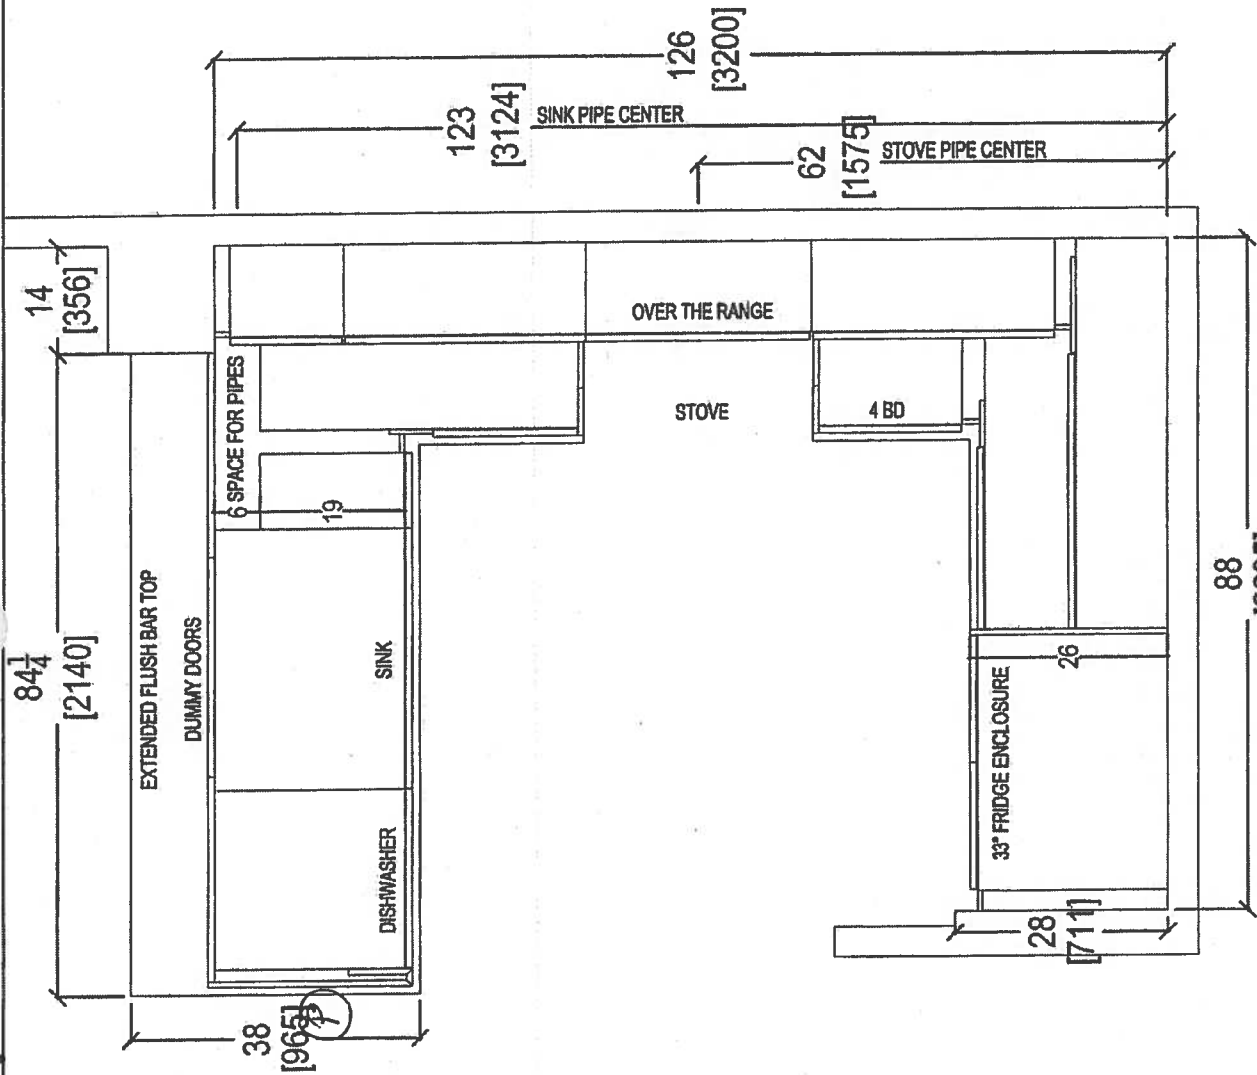 126
[3200]
123
[3124]
SINK PIPE CENTER
62
[1575]
STOVE PIPE CENTER
14
[356]
84 1/4
[2140]
EXTENDED FLUSH BAR TOP
DUMMY DOORS
6 SPACE FOR PIPES
19
SINK
DISHWASHER
OVER THE RANGE
STOVE
4 BD
26
33" FRIDGE ENCLOSURE
28
[711]
38
[965]
88